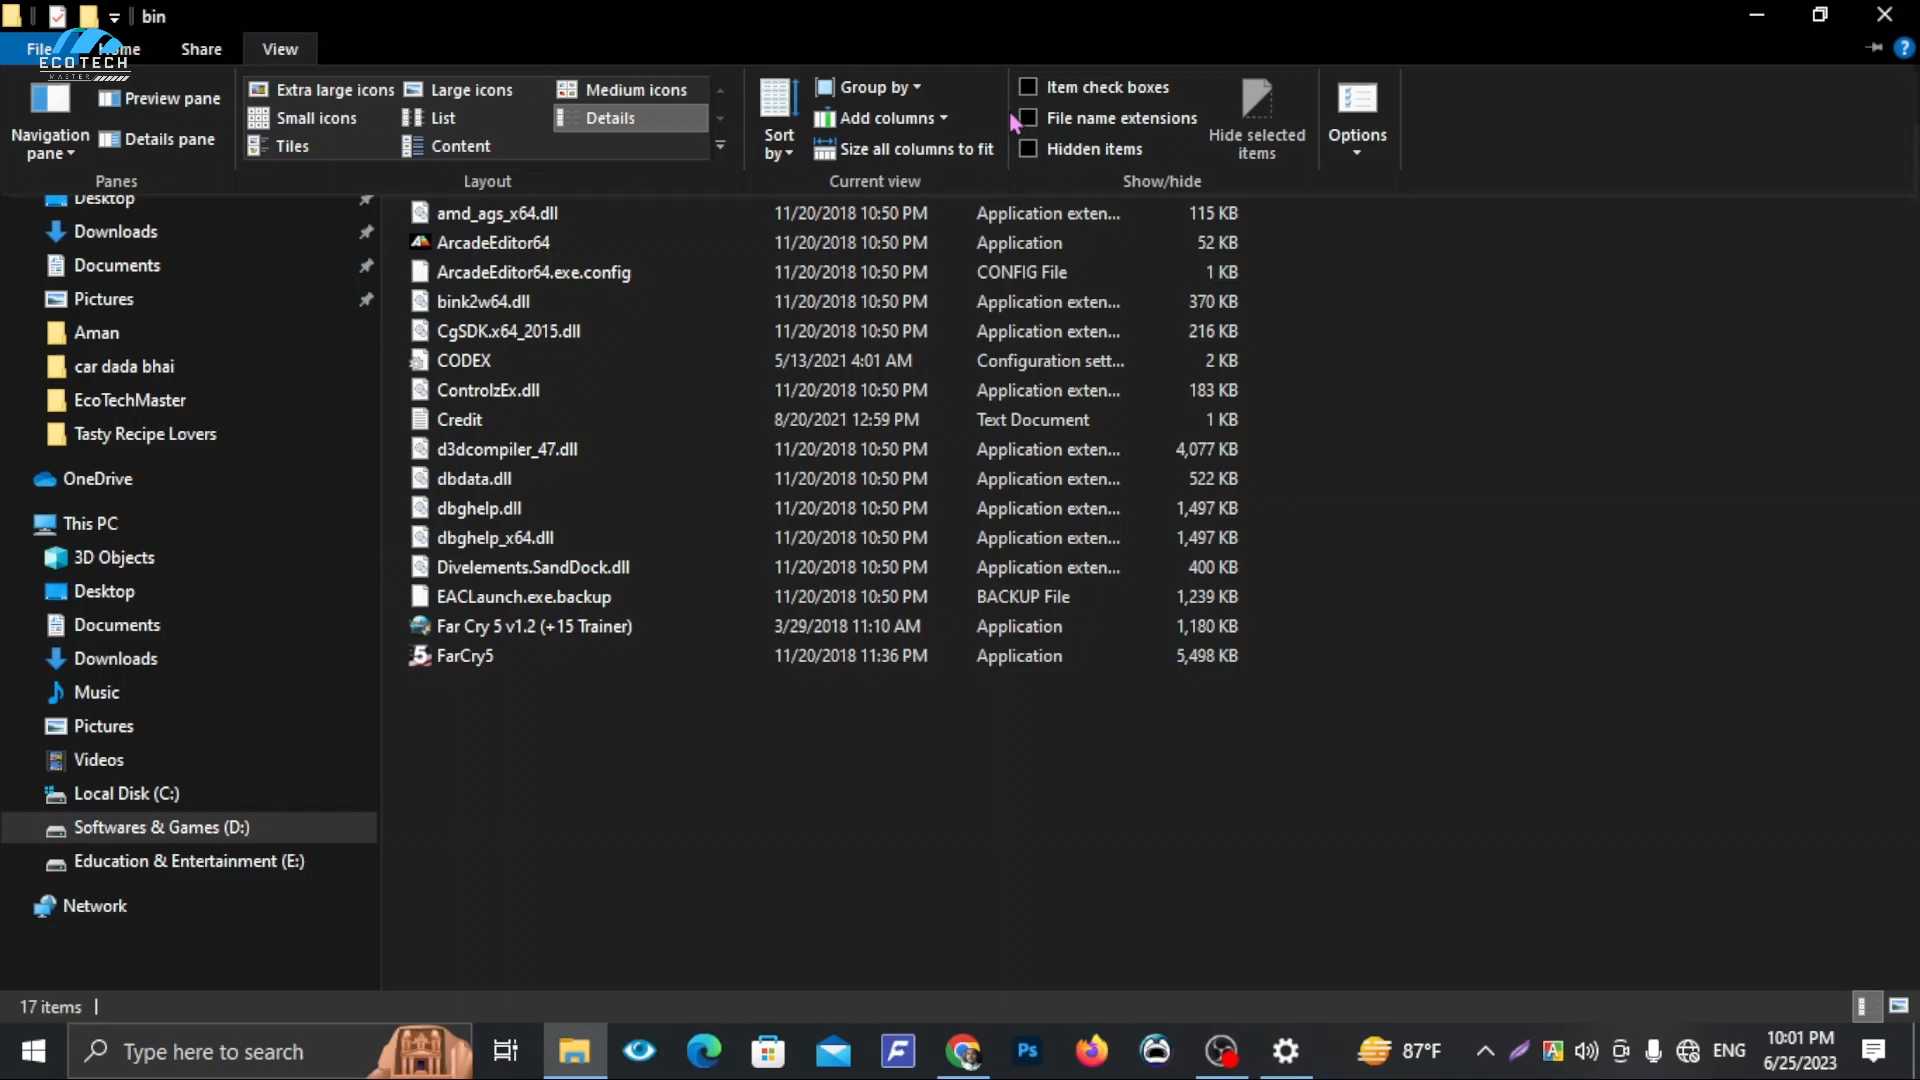 bin
File Home Share View
ECOTECH
MASTER
Navigation pane
Preview pane
Details pane
Panes
Extra large icons Large icons Medium icons
Small icons List Details
Tiles Content
Layout
Sort by
Group by
Add columns
Size all columns to fit
Current view
Item check boxes
File name extensions
Hidden items
Hide selected items
Show/hide
Options
Desktop
Downloads
Documents
Pictures
Aman
car dada bhai
EcoTechMaster
Tasty Recipe Lovers
OneDrive
This PC
3D Objects
Desktop
Documents
Downloads
Music
Pictures
Videos
Local Disk (C:)
Softwares & Games (D:)
Education & Entertainment (E:)
Network
amd_ags_x64.dll 11/20/2018 10:50 PM Application exten... 115 KB
ArcadeEditor64 11/20/2018 10:50 PM Application 52 KB
ArcadeEditor64.exe.config 11/20/2018 10:50 PM CONFIG File 1 KB
bink2w64.dll 11/20/2018 10:50 PM Application exten... 370 KB
CgSDK.x64_2015.dll 11/20/2018 10:50 PM Application exten... 216 KB
CODEX 5/13/2021 4:01 AM Configuration sett... 2 KB
ControlzEx.dll 11/20/2018 10:50 PM Application exten... 183 KB
Credit 8/20/2021 12:59 PM Text Document 1 KB
d3dcompiler_47.dll 11/20/2018 10:50 PM Application exten... 4,077 KB
dbdata.dll 11/20/2018 10:50 PM Application exten... 522 KB
dbghelp.dll 11/20/2018 10:50 PM Application exten... 1,497 KB
dbghelp_x64.dll 11/20/2018 10:50 PM Application exten... 1,497 KB
Divelements.SandDock.dll 11/20/2018 10:50 PM Application exten... 400 KB
EACLaunch.exe.backup 11/20/2018 10:50 PM BACKUP File 1,239 KB
Far Cry 5 v1.2 (+15 Trainer) 3/29/2018 11:10 AM Application 1,180 KB
FarCry5 11/20/2018 11:36 PM Application 5,498 KB
17 items
Type here to search
Ps
87°F
ENG
10:01 PM
6/25/2023